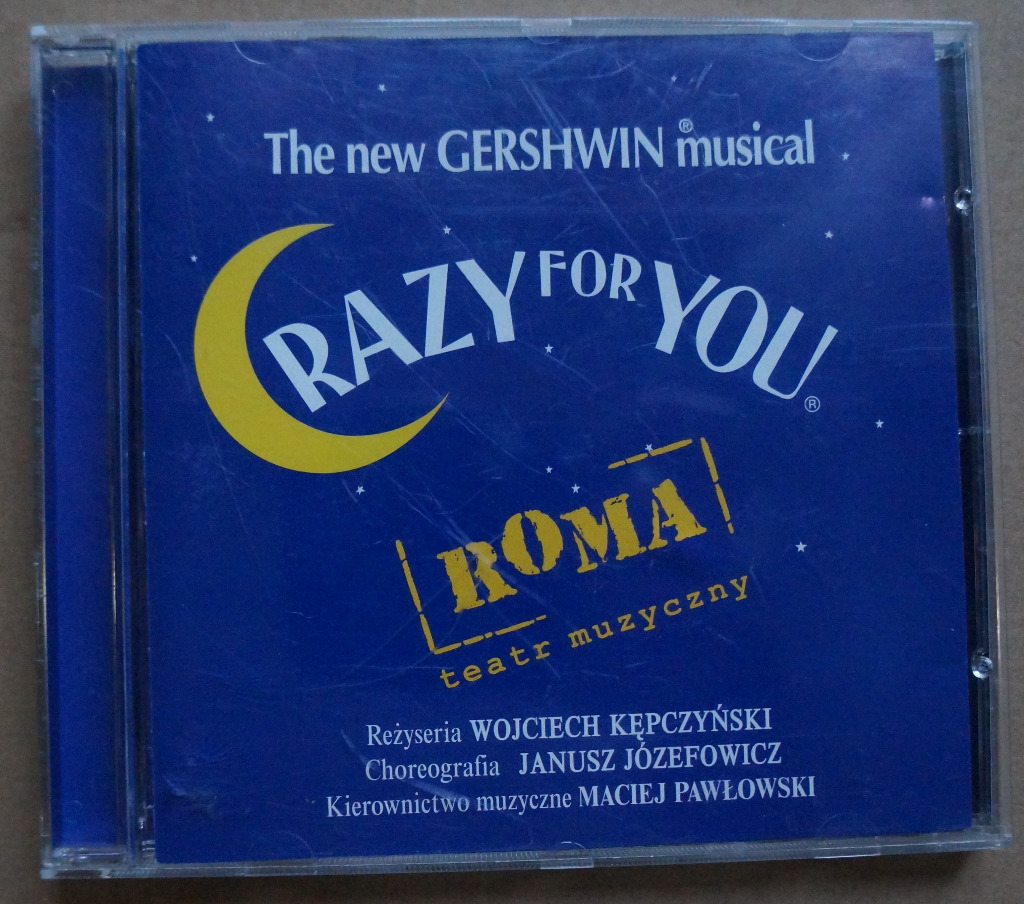 The new GERSHWIN® musical
CRAZY FOR YOU®
ROMA
teatr muzyczny
Reżyseria WOJCIECH KĘPCZYŃSKI
Choreografia JANUSZ JÓZEFOWICZ
Kierownictwo muzyczne MACIEJ PAWŁOWSKI